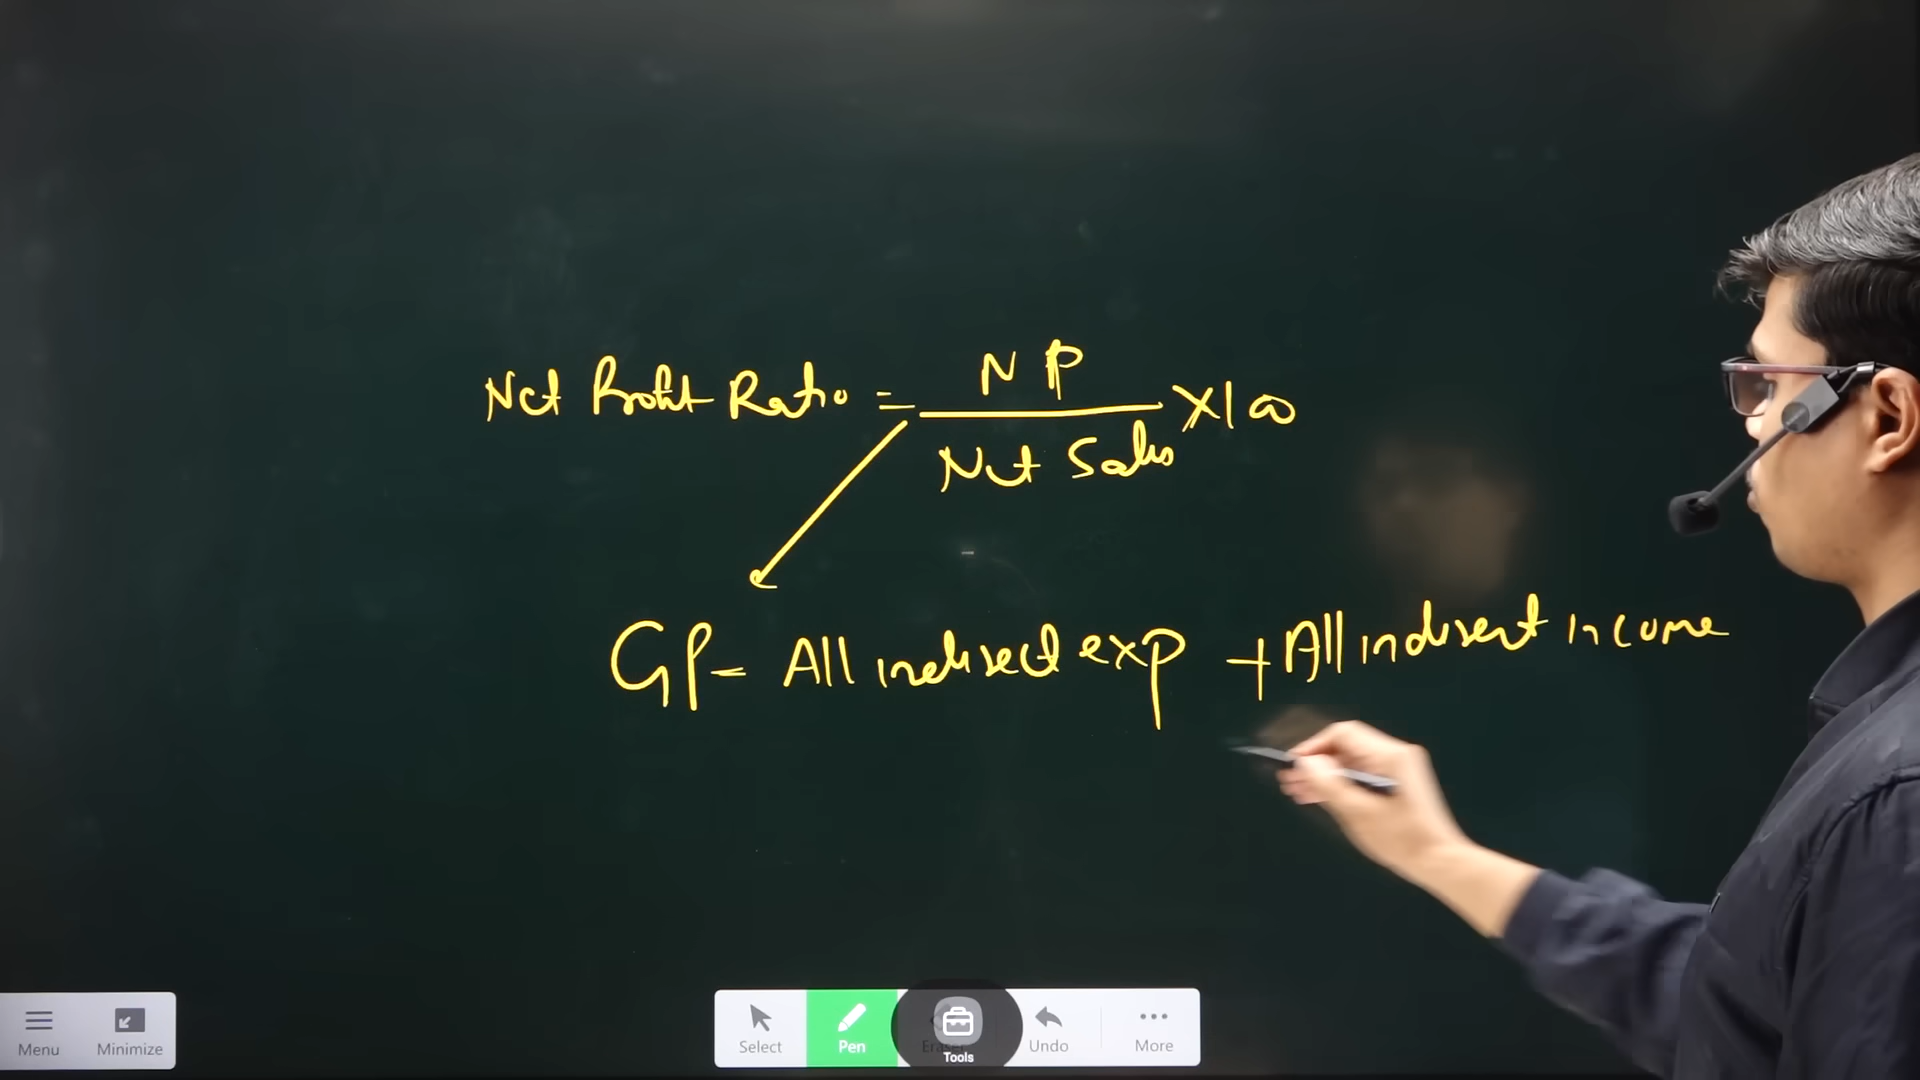 Net Profit Ratio = NP
Net Sales ×100
GP - All indirect exp + All indirect income
Menu
Minimize
Select
Pen
Tools
Undo
More